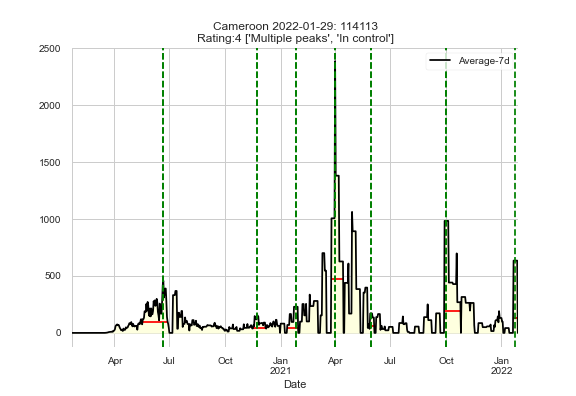 Cameroon 2022-01-29: 114113
Rating:4 ['Multiple peaks', 'In control']
2500
Average-7d
2000
1500
1000
500
0
Apr Jul Oct Jan Apr Jul Oct Jan
2021 2022
Date